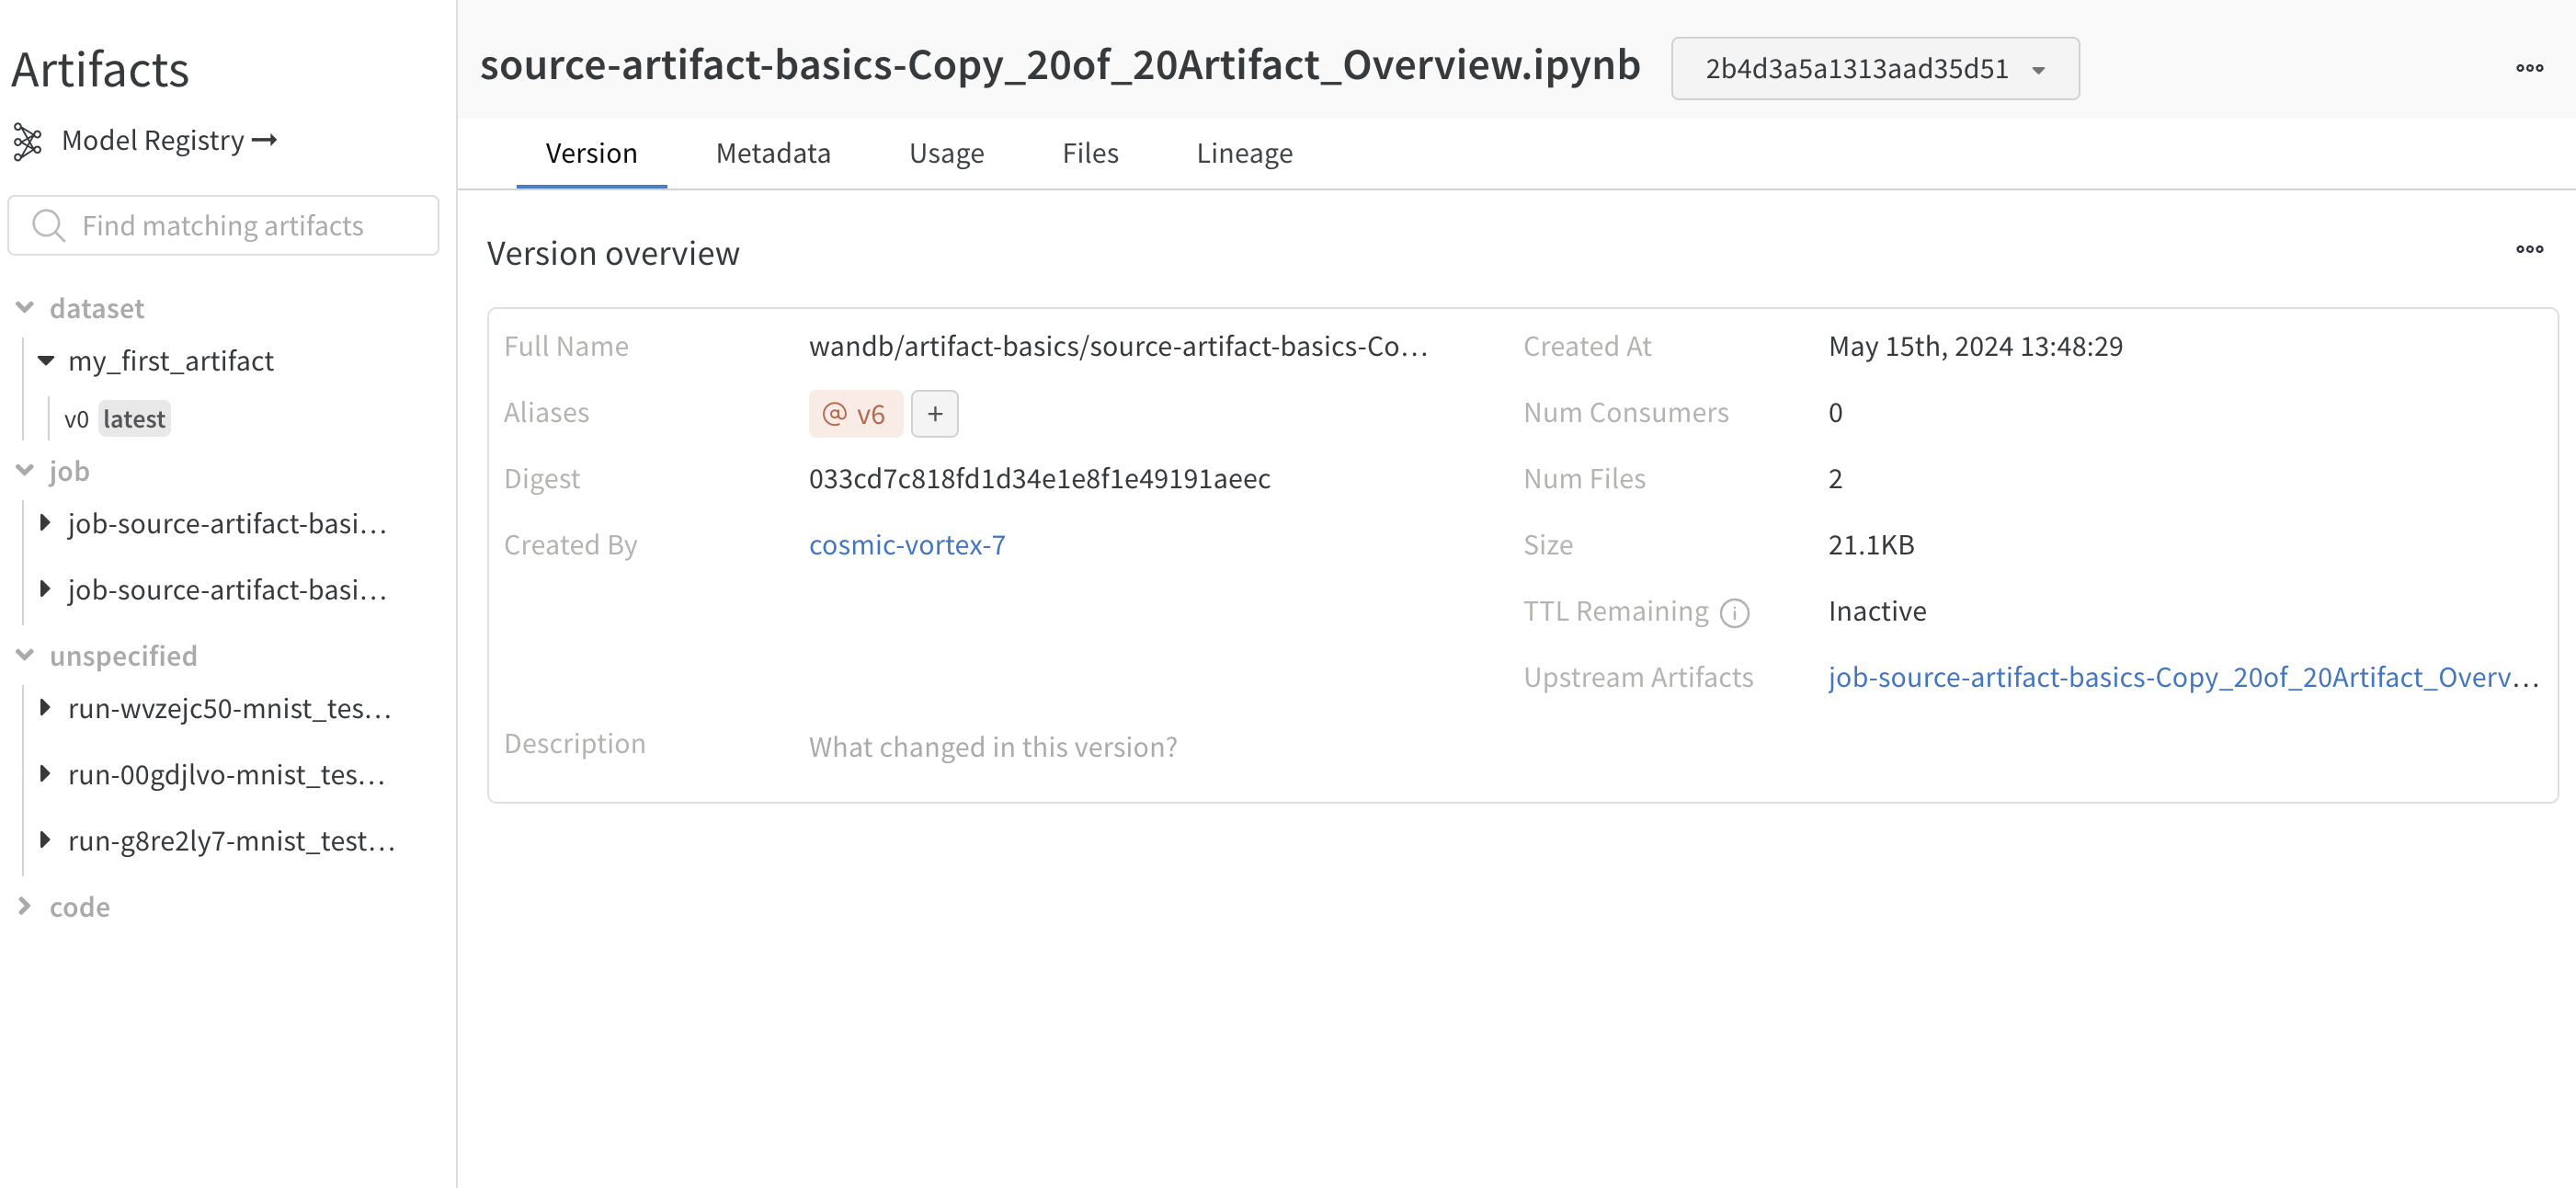 Artifacts
Model Registry →
Find matching artifacts
dataset
my_first_artifact
v0 latest
job
job-source-artifact-basi...
job-source-artifact-basi...
unspecified
run-wvzejc50-mnist_tes...
run-00gdjlvo-mnist_tes...
run-g8re2ly7-mnist_test...
code
source-artifact-basics-Copy_20of_20Artifact_Overview.ipynb 2b4d3a5a1313aad35d51
Version Metadata Usage Files Lineage
Version overview
Full Name wandb/artifact-basics/source-artifact-basics-Co...
Aliases @ v6 +
Digest 033cd7c818fd1d34e1e8f1e49191aeec
Created By cosmic-vortex-7
Created At May 15th, 2024 13:48:29
Num Consumers 0
Num Files 2
Size 21.1KB
TTL Remaining Inactive
Upstream Artifacts job-source-artifact-basics-Copy_20of_20Artifact_Overv...
Description What changed in this version?